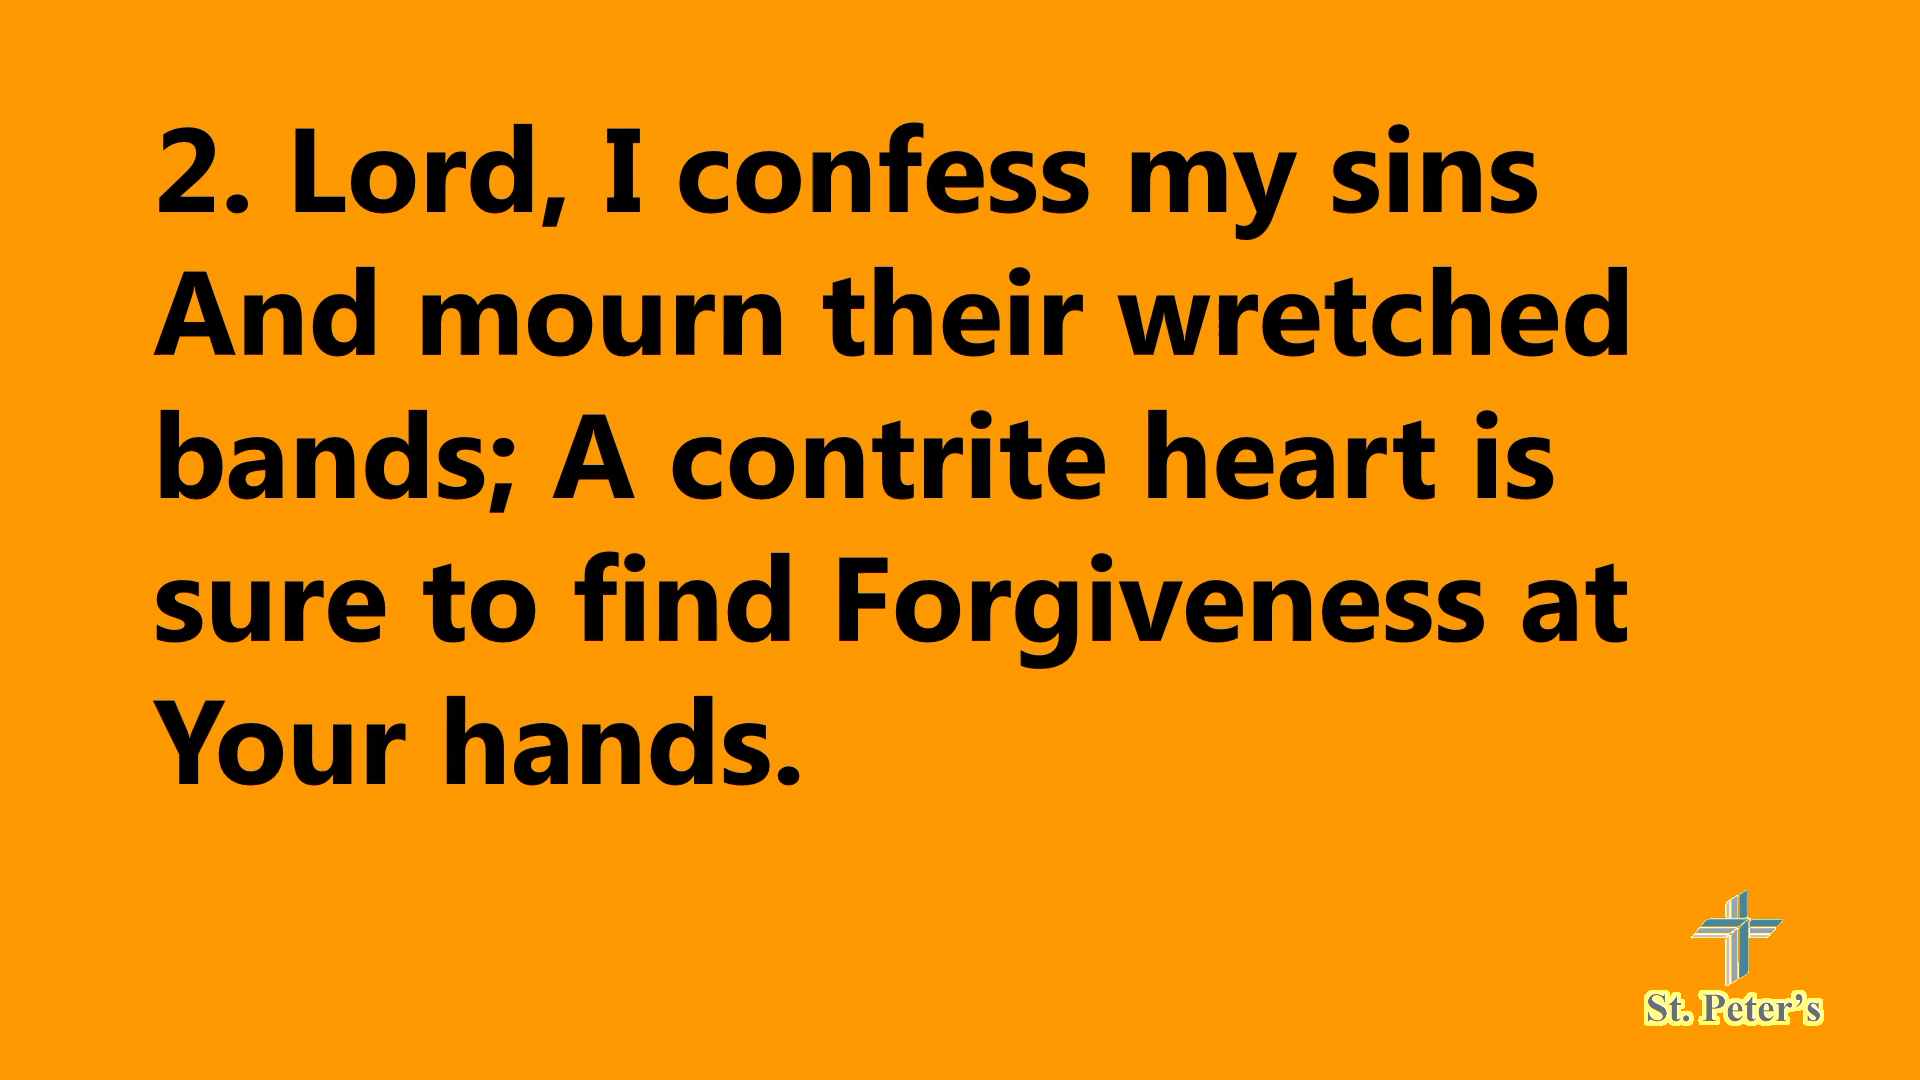 2. Lord, I confess my sins
And mourn their wretched
bands; A contrite heart is
sure to find Forgiveness at
Your hands.
St. Peter's